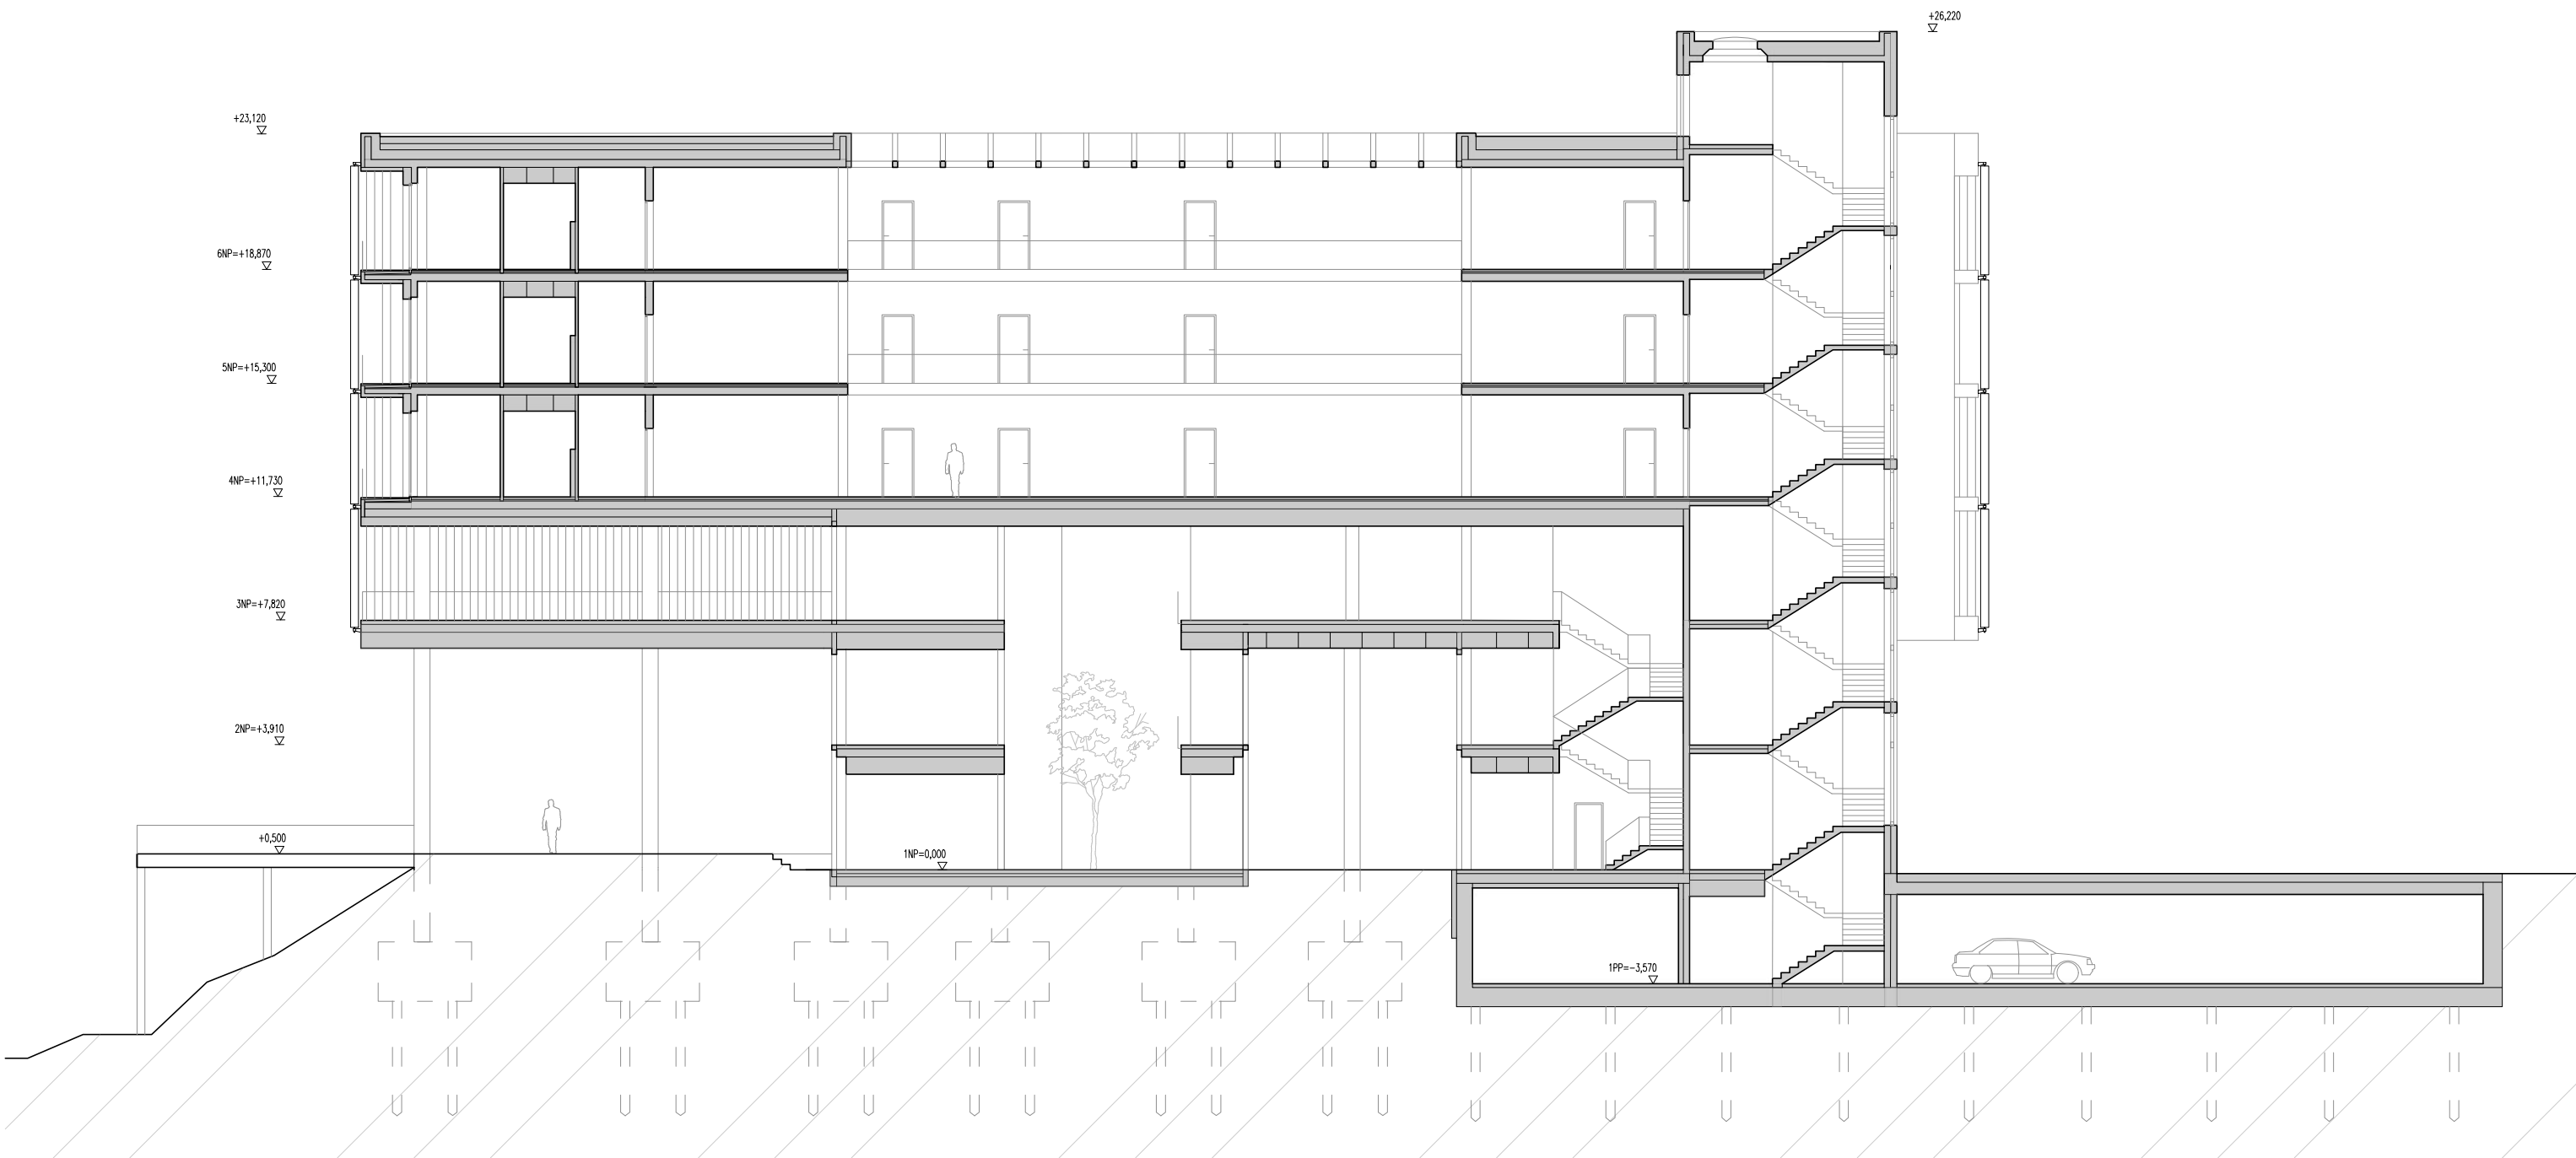 +26,220
+23,120
6NP=+18,870
5NP=+15,300
4NP=+11,730
3NP=+7,820
2NP=+3,910
+0,500
1NP=0,000
1PP=-3,570